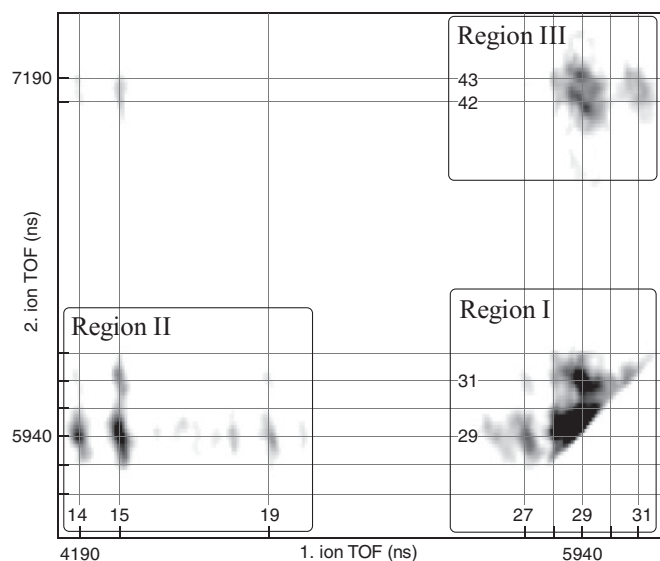 Region III
7190
43
42
2. ion TOF (ns)
Region II
Region I
31
5940
29
14 15 19 27 29 31
4190 1. ion TOF (ns) 5940